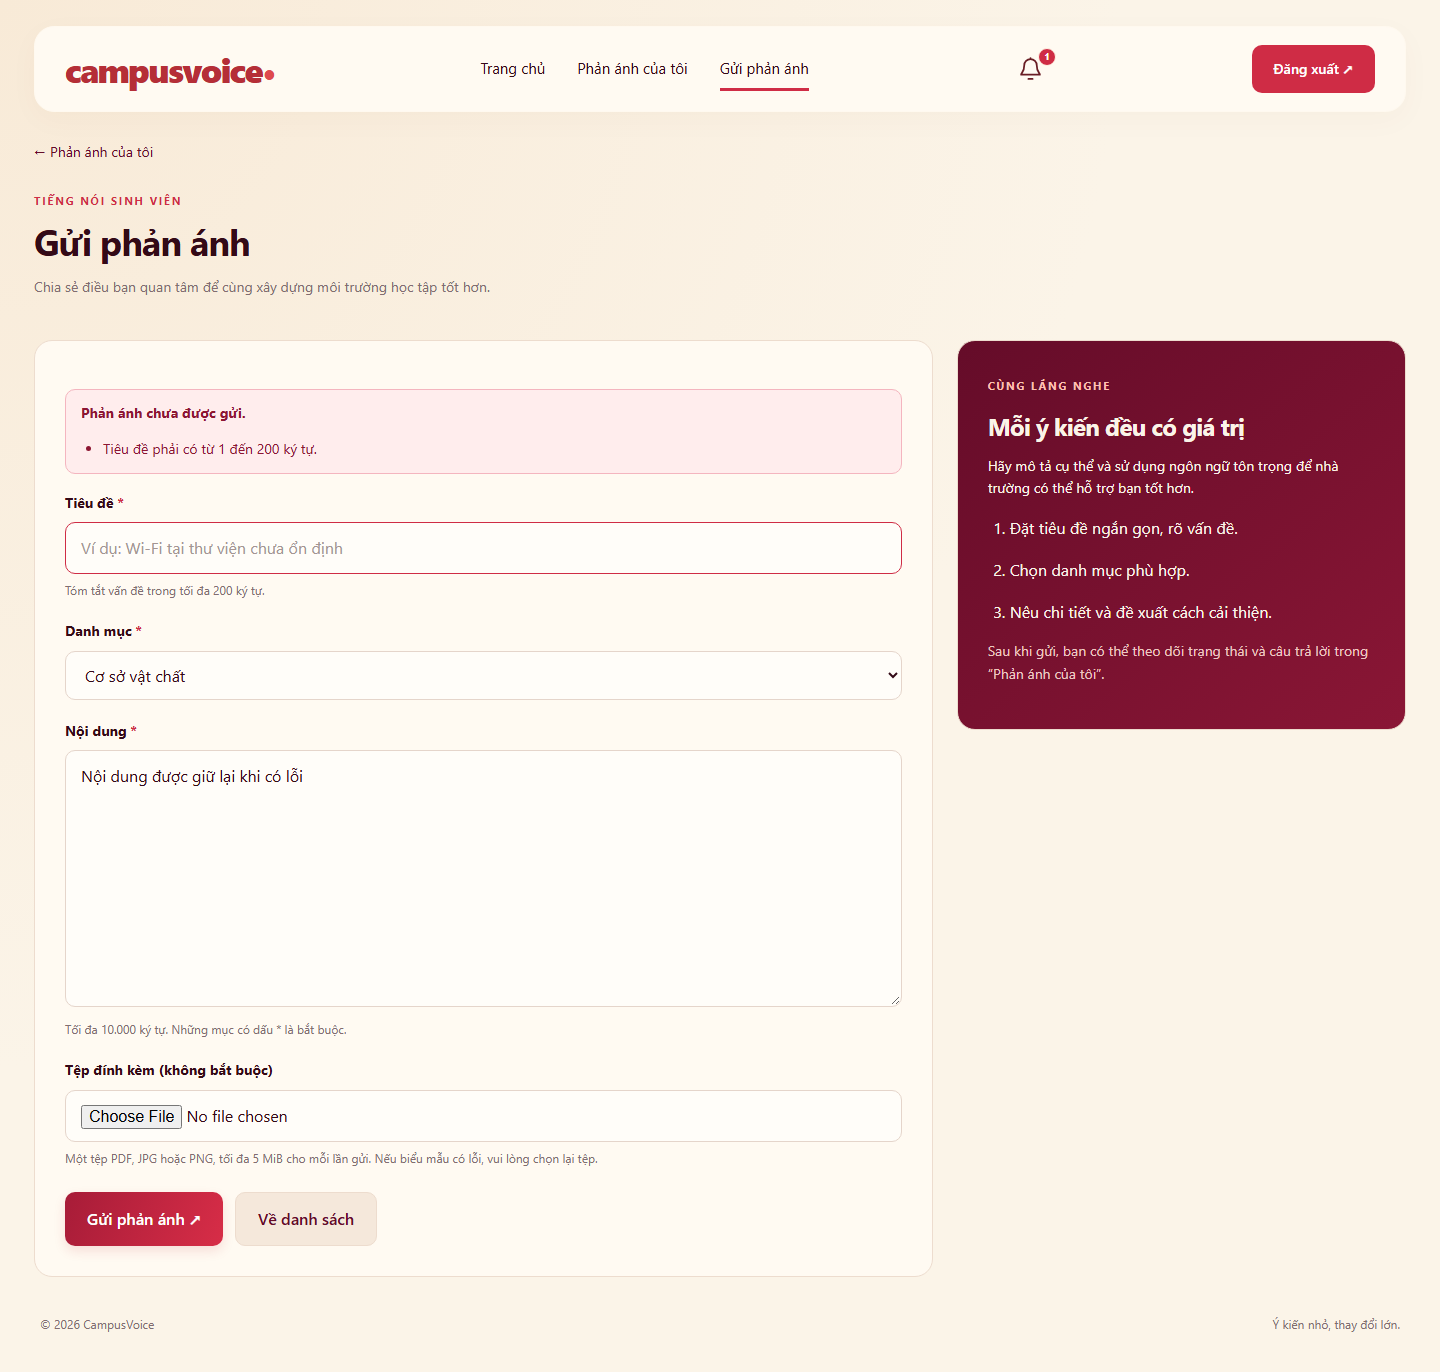 campusvoice
Trang chủ
Phản ánh của tôi
Gửi phản ánh
1
Đăng xuất ↗
← Phản ánh của tôi
TIẾNG NÓI SINH VIÊN
Gửi phản ánh
Chia sẻ điều bạn quan tâm để cùng xây dựng môi trường học tập tốt hơn.
Phản ánh chưa được gửi.
• Tiêu đề phải có từ 1 đến 200 ký tự.
Tiêu đề *
Ví dụ: Wi-Fi tại thư viện chưa ổn định
Tóm tắt vấn đề trong tối đa 200 ký tự.
Danh mục *
Cơ sở vật chất
Nội dung *
Nội dung được giữ lại khi có lỗi
Tối đa 10.000 ký tự. Những mục có dấu * là bắt buộc.
Tệp đính kèm (không bắt buộc)
Choose File No file chosen
Một tệp PDF, JPG hoặc PNG, tối đa 5 MiB cho mỗi lần gửi. Nếu biểu mẫu có lỗi, vui lòng chọn lại tệp.
Gửi phản ánh ↗
Về danh sách
CÙNG LẮNG NGHE
Mỗi ý kiến đều có giá trị
Hãy mô tả cụ thể và sử dụng ngôn ngữ tôn trọng để nhà
trường có thể hỗ trợ bạn tốt hơn.
1. Đặt tiêu đề ngắn gọn, rõ vấn đề.
2. Chọn danh mục phù hợp.
3. Nêu chi tiết và đề xuất cách cải thiện.
Sau khi gửi, bạn có thể theo dõi trạng thái và câu trả lời trong
“Phản ánh của tôi”.
© 2026 CampusVoice
Ý kiến nhỏ, thay đổi lớn.